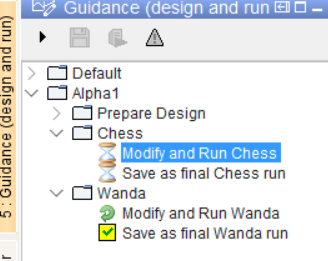 Guidance (design and run
Default
Alpha1
Prepare Design
Chess
Modify and Run Chess
Save as final Chess run
Wanda
Modify and Run Wanda
Save as final Wanda run
5 : Guidance (design and run)